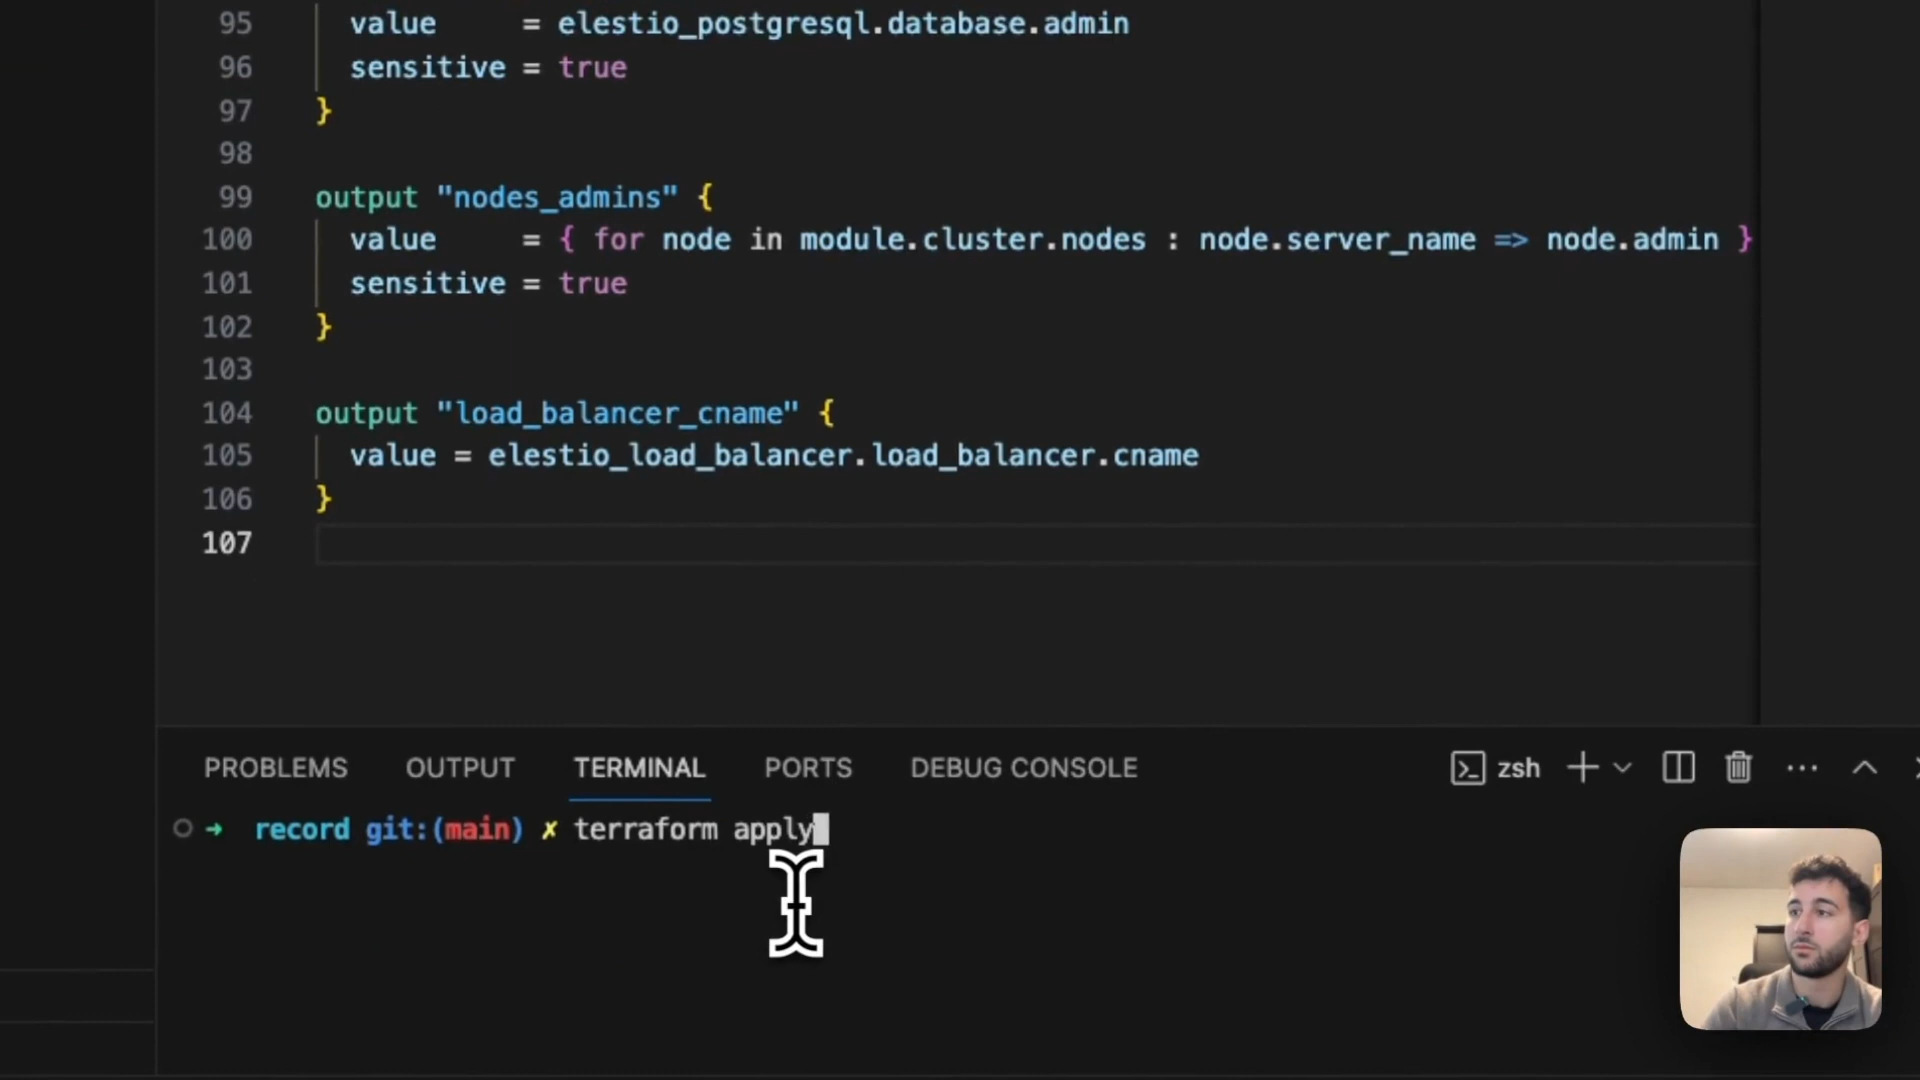 95 value = elestio_postgresql.database.admin
96 sensitive = true
97 }
98
99 output "nodes_admins" {
100 value = { for node in module.cluster.nodes : node.server_name => node.admin }
101 sensitive = true
102 }
103
104 output "load_balancer_cname" {
105 value = elestio_load_balancer.load_balancer.cname
106 }
107
PROBLEMS OUTPUT TERMINAL PORTS DEBUG CONSOLE zsh
→ record git:(main) ✗ terraform apply